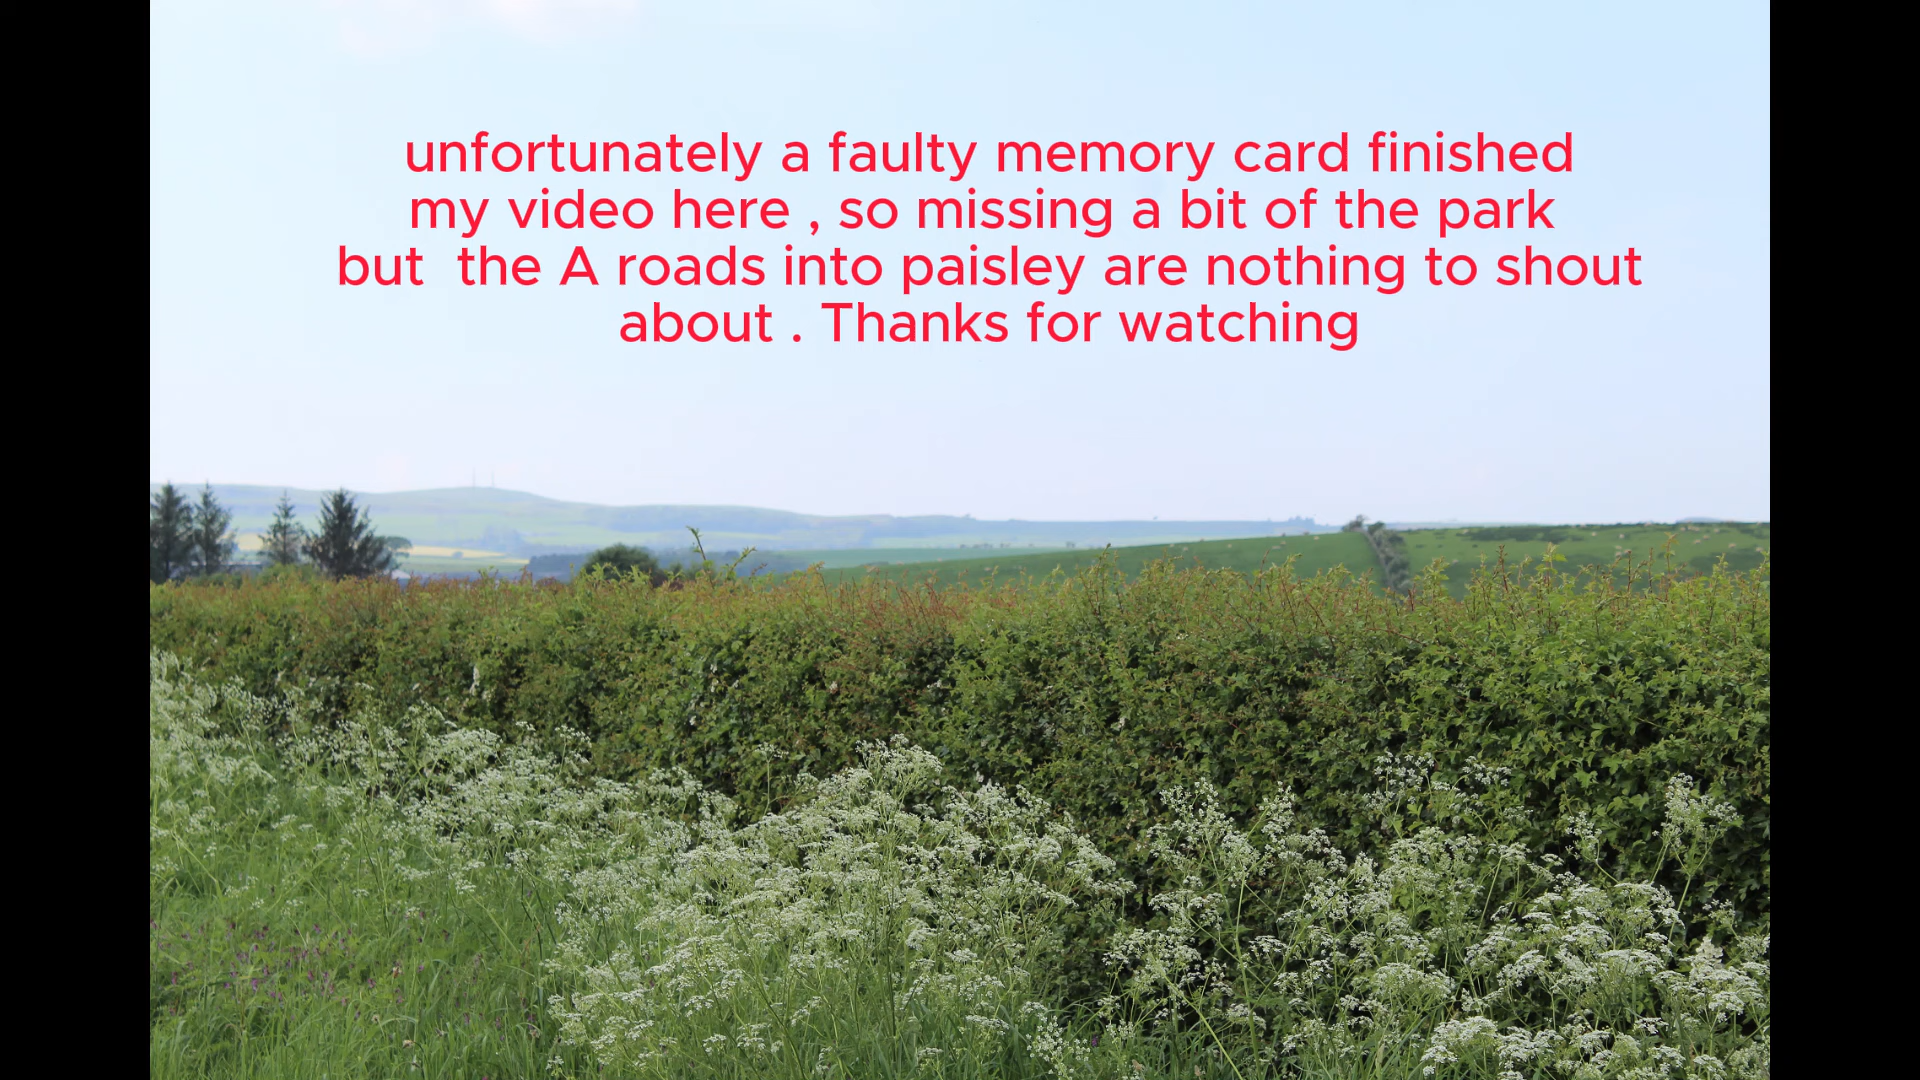 unfortunately a faulty memory card finished
my video here , so missing a bit of the park
but  the A roads into paisley are nothing to shout
about . Thanks for watching